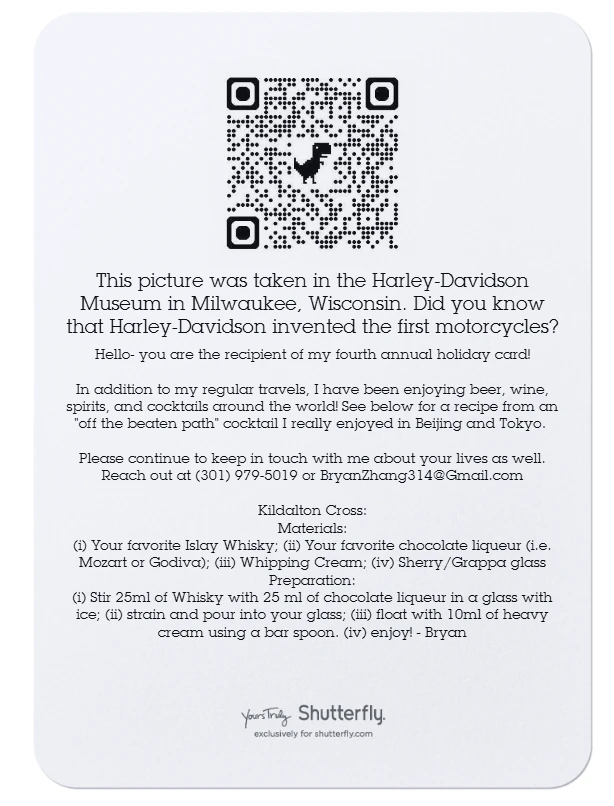 This picture was taken in the Harley-Davidson
Museum in Milwaukee, Wisconsin. Did you know
that Harley-Davidson invented the first motorcycles?
Hello- you are the recipient of my fourth annual holiday card!
In addition to my regular travels, I have been enjoying beer, wine,
spirits, and cocktails around the world! See below for a recipe from an
"off the beaten path" cocktail I really enjoyed in Beijing and Tokyo.
Please continue to keep in touch with me about your lives as well.
Reach out at (301) 979-5019 or BryanZhang314@Gmail.com
Kildalton Cross:
Materials:
(i) Your favorite Islay Whisky; (ii) Your favorite chocolate liqueur (i.e.
Mozart or Godiva); (iii) Whipping Cream; (iv) Sherry/Grappa glass
Preparation:
(i) Stir 25ml of Whisky with 25 ml of chocolate liqueur in a glass with
ice; (ii) strain and pour into your glass; (iii) float with 10ml of heavy
cream using a bar spoon. (iv) enjoy! - Bryan
Yours Truly Shutterfly.
exclusively for shutterfly.com